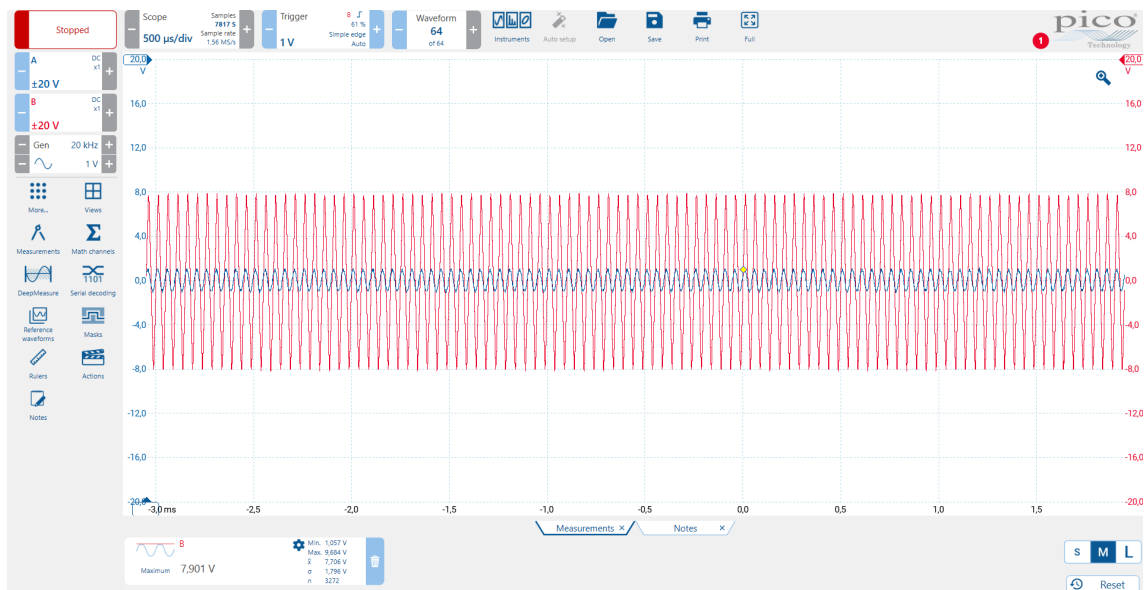 Stopped
Scope
500 µs/div
Samples
7817 S
Sample rate
1,56 MS/s
Trigger
1 V
B
61 %
Simple edge
Auto
Waveform
64
of 64
Instruments
Auto setup
Open
Save
Print
Full
1
pico
Technology
A
DC
x1
±20 V
B
DC
x1
±20 V
Gen
20 kHz
1 V
More...
Views
Measurements
Math channels
DeepMeasure
1101
Serial decoding
Reference
waveforms
Masks
Rulers
Actions
Notes
20,0
V
16,0
12,0
8,0
4,0
0,0
-4,0
-8,0
-12,0
-16,0
-20,0
20,0
V
16,0
12,0
8,0
4,0
0,0
-4,0
-8,0
-12,0
-16,0
-20,0
-3,0 ms
-2,5
-2,0
-1,5
-1,0
-0,5
0,0
0,5
1,0
1,5
Measurements ×
Notes ×
B
Maximum
7,901 V
Min. 1,057 V
Max. 9,684 V
x̄ 7,706 V
σ 1,796 V
n 3272
S M L
Reset